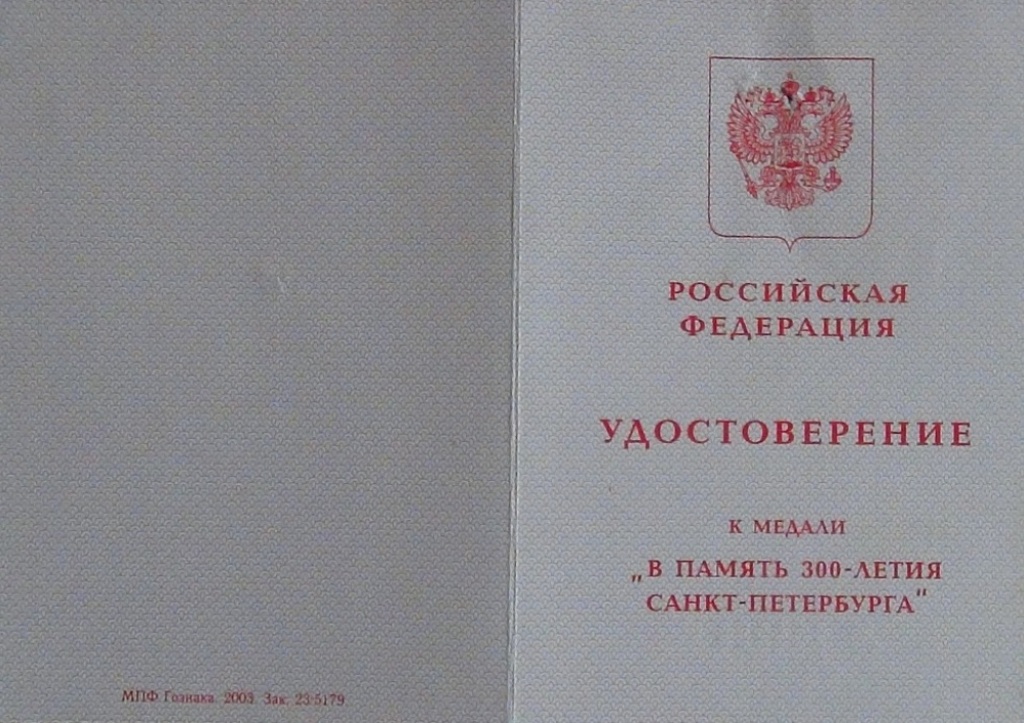 РОССИЙСКАЯ
ФЕДЕРАЦИЯ
УДОСТОВЕРЕНИЕ
К МЕДАЛИ
„В ПАМЯТЬ 300-ЛЕТИЯ
САНКТ-ПЕТЕРБУРГА"
МПФ Гознака. 2003. Зак. 23-5179